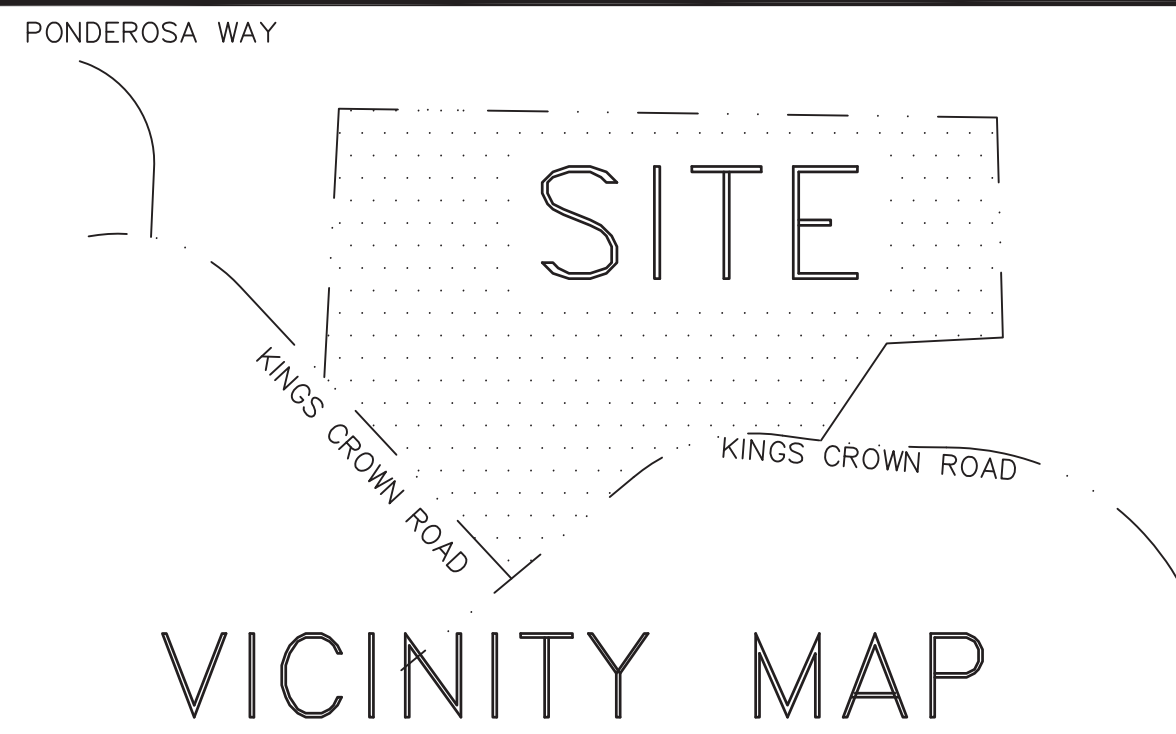 PONDEROSA WAY
SITE
KINGS CROWN ROAD
KINGS CROWN ROAD
VICINITY MAP